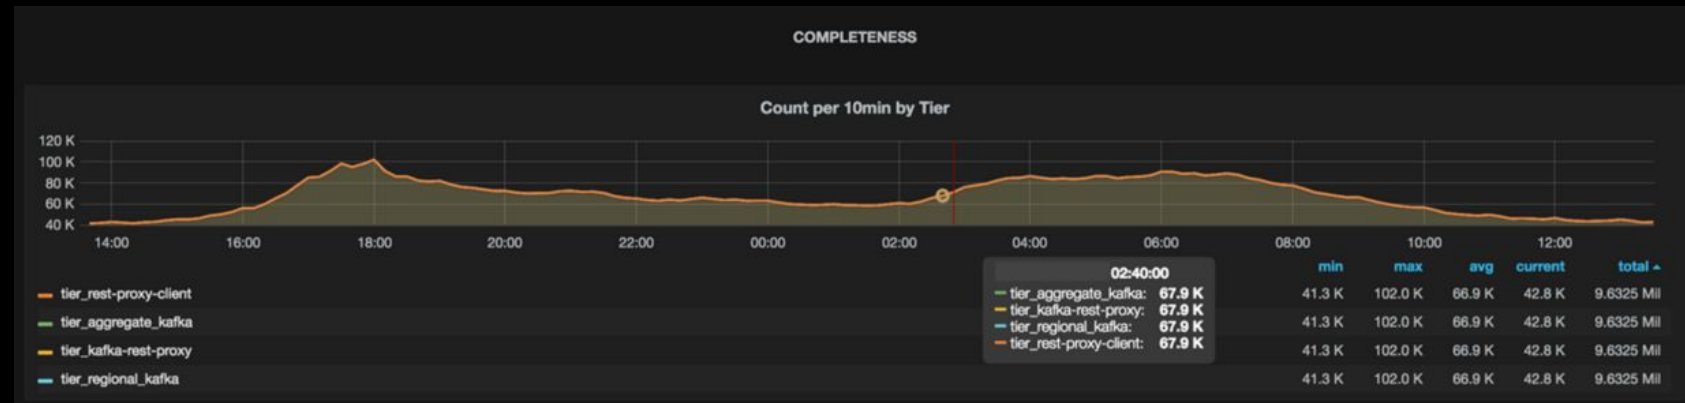 COMPLETENESS
Count per 10min by Tier
120 K
100 K
80 K
60 K
40 K
14:00 16:00 18:00 20:00 22:00 00:00 02:00 04:00 06:00 08:00 10:00 12:00
02:40:00
tier_aggregate_kafka: 67.9 K
tier_kafka-rest-proxy: 67.9 K
tier_regional_kafka: 67.9 K
tier_rest-proxy-client: 67.9 K
min max avg current total
tier_rest-proxy-client 41.3 K 102.0 K 66.9 K 42.8 K 9.6325 Mil
tier_aggregate_kafka 41.3 K 102.0 K 66.9 K 42.8 K 9.6325 Mil
tier_kafka-rest-proxy 41.3 K 102.0 K 66.9 K 42.8 K 9.6325 Mil
tier_regional_kafka 41.3 K 102.0 K 66.9 K 42.8 K 9.6325 Mil